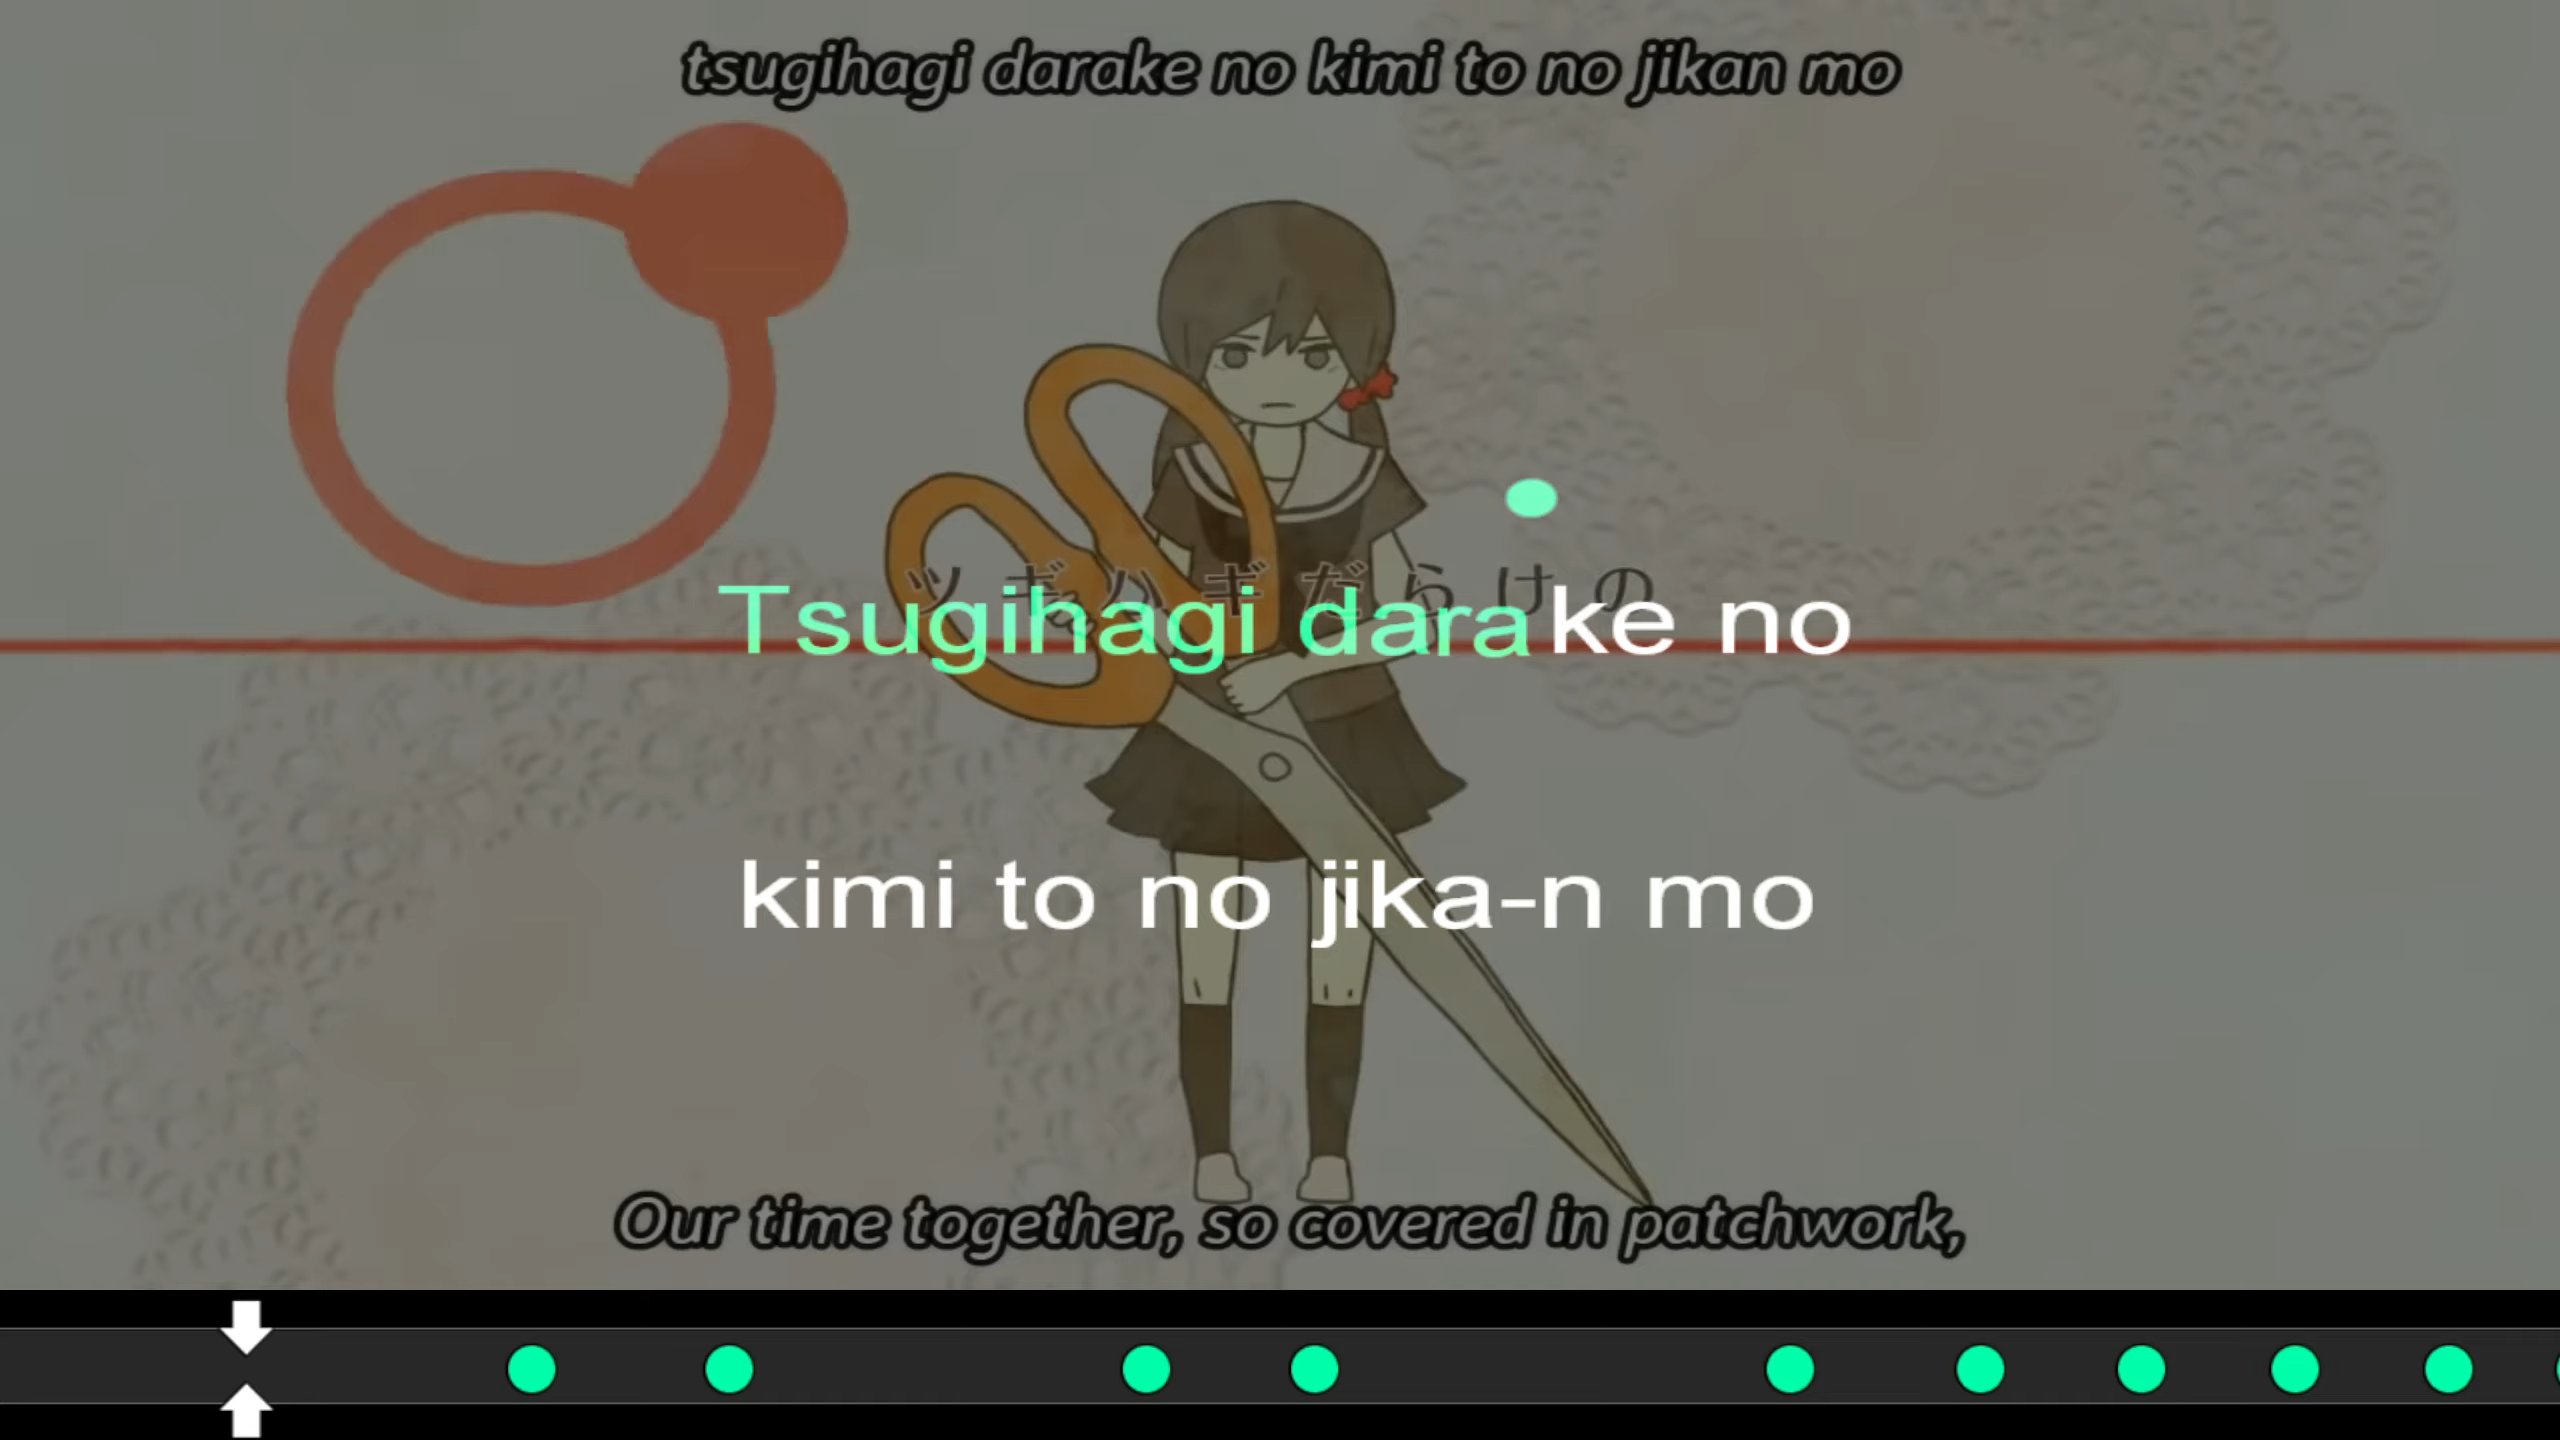 tsugihagi darake no kimi to no jikan mo
ツギハギだらけの
Tsugihagi darake no
kimi to no jika-n mo
Our time together, so covered in patchwork,